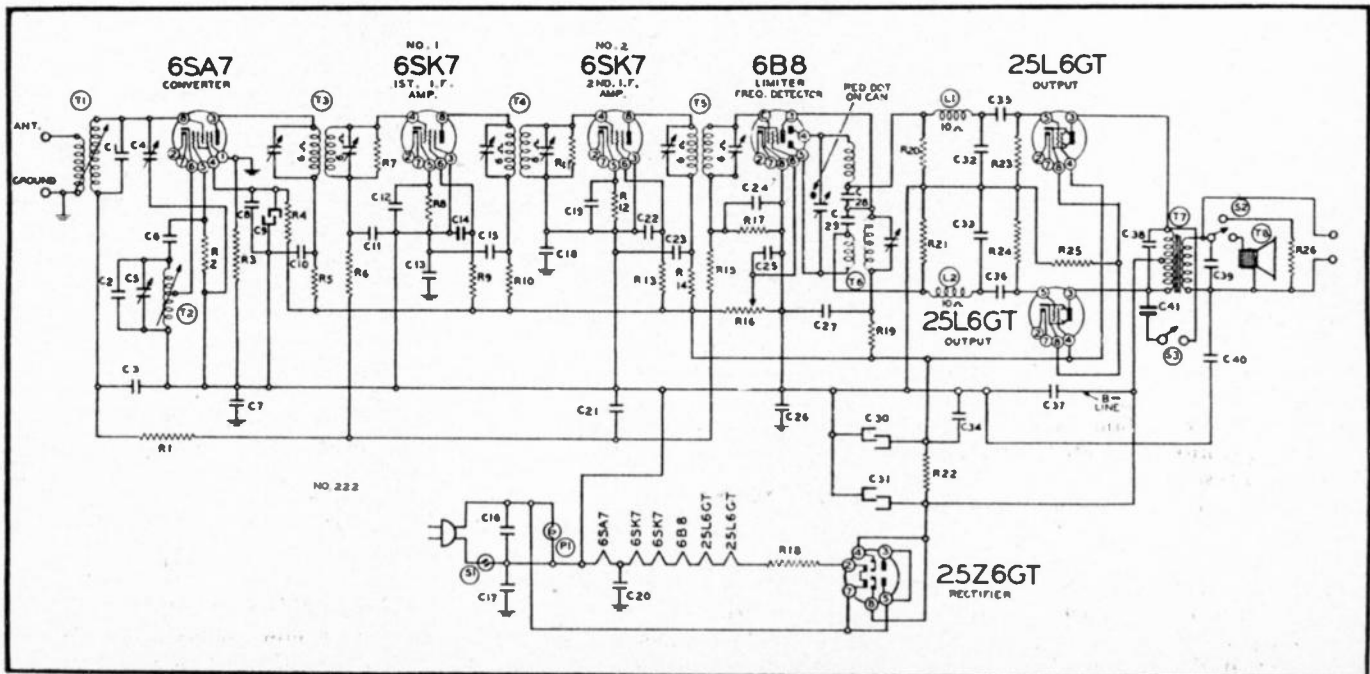 NO. 1
NO. 2
6SA7
6SK7
6SK7
6B8
25L6GT
CONVERTER
1ST. I.F. AMP.
2ND. I.F. AMP.
LIMITER
FREQ. DETECTOR
RED DOT ON CAN
OUTPUT
ANT.
GROUND
T1
C1
C4
T3
R7
T4
T5
L1
10Ω
C35
R20
C32
R23
C6
R2
R3
C8
C9
R4
C10
R5
C12
R8
C14
C15
C11
R6
C13
R9
R10
C19
R12
C22
C23
C18
R13
R14
R15
C24
R17
C25
R16
C27
C28
C29
T6
R19
R21
C33
R24
R25
L2
10Ω
C36
25L6GT
OUTPUT
C38
T7
S2
T8
C39
R26
C41
S3
C40
C2
C5
T2
C3
C7
R1
C21
C26
C30
C31
C34
C37
B- LINE
R22
NO. 222
C16
P1
S1
C17
6SA7
6SK7
6SK7
6B8
25L6GT
25L6GT
C20
R18
25Z6GT
RECTIFIER